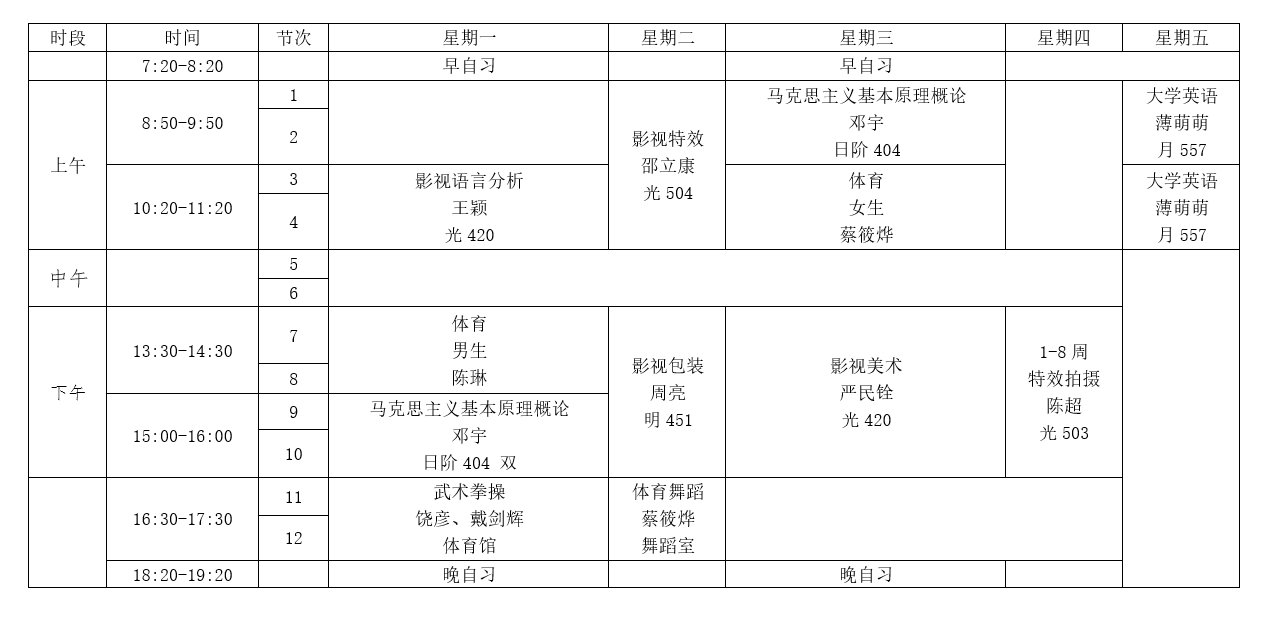 时段 时间 节次 星期一 星期二 星期三 星期四 星期五
7:20-8:20 早自习 早自习
上午
8:50-9:50
1
2
影视特效
邵立康
光 504
马克思主义基本原理概论
邓宇
日阶 404
大学英语
薄萌萌
月 557
10:20-11:20
3
4
影视语言分析
王颖
光 420
体育
女生
蔡筱烨
大学英语
薄萌萌
月 557
中午
5
6
下午
13:30-14:30
7
8
体育
男生
陈琳
影视包装
周亮
明 451
影视美术
严民铨
光 420
1-8 周
特效拍摄
陈超
光 503
15:00-16:00
9
10
马克思主义基本原理概论
邓宇
日阶 404 双
16:30-17:30
11
12
武术拳操
饶彦、戴剑辉
体育馆
体育舞蹈
蔡筱烨
舞蹈室
18:20-19:20 晚自习 晚自习